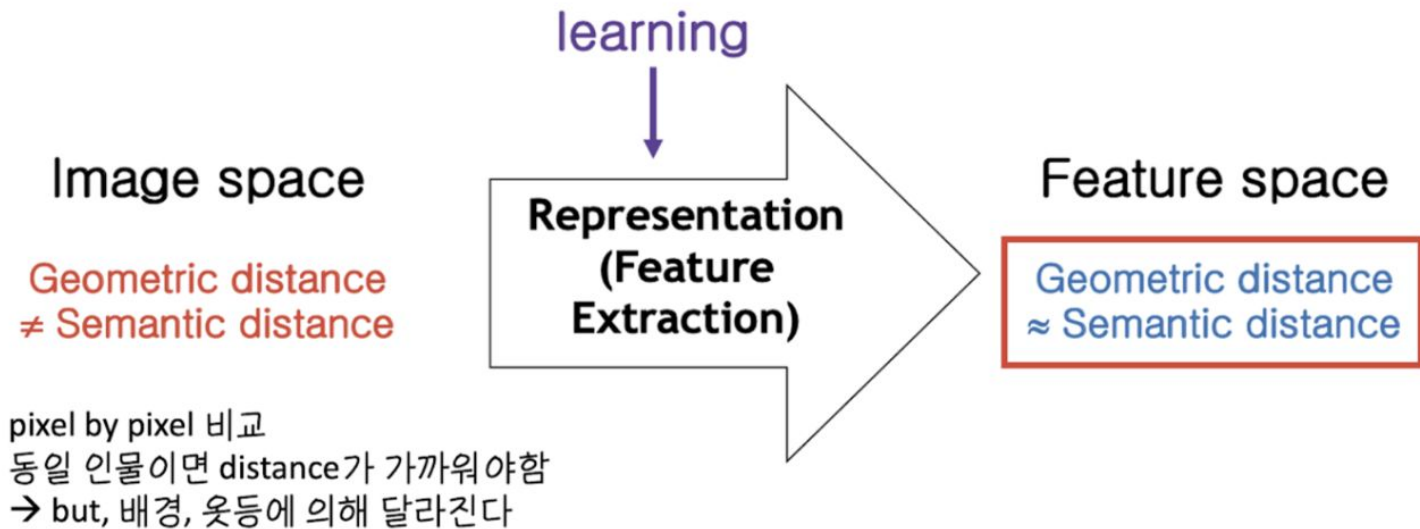 learning
Image space
Geometric distance
≠ Semantic distance
pixel by pixel 비교
동일 인물이면 distance가 가까워야함
→ but, 배경, 옷등에 의해 달라진다
Representation
(Feature
Extraction)
Feature space
Geometric distance
≈ Semantic distance